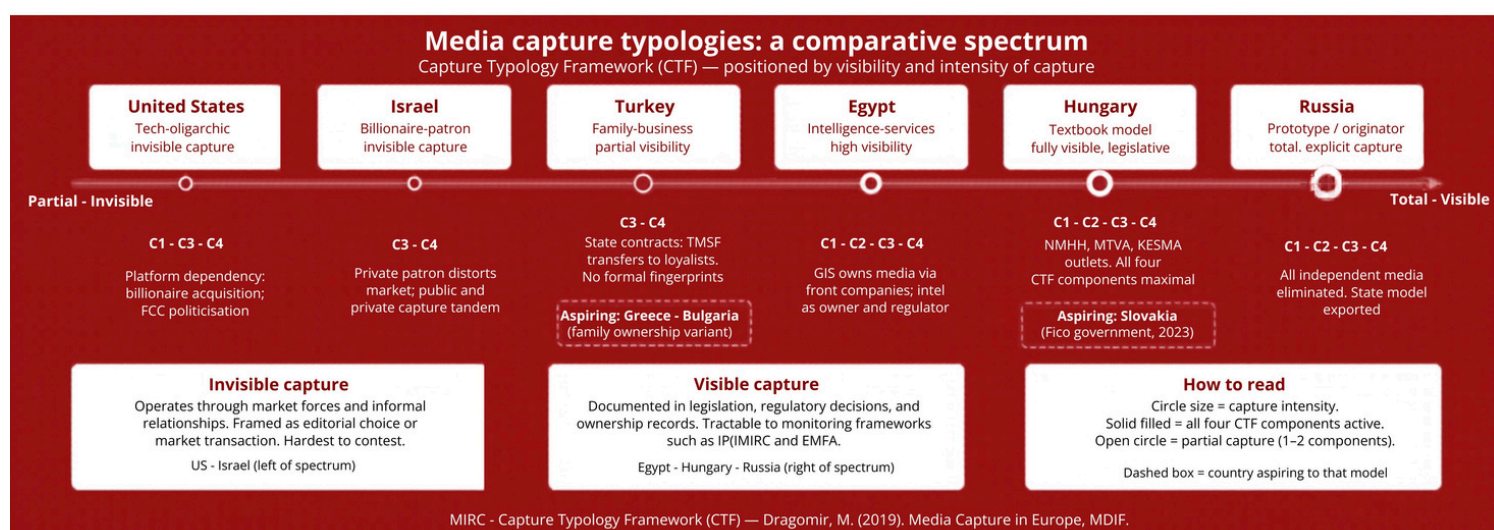 Media capture typologies: a comparative spectrum
Capture Typology Framework (CTF) — positioned by visibility and intensity of capture
United States
Tech-oligarchic
invisible capture
Israel
Billionaire-patron
invisible capture
Turkey
Family-business
partial visibility
Egypt
Intelligence-services
high visibility
Hungary
Textbook model
fully visible, legislative
Russia
Prototype / originator
total. explicit capture
Partial - Invisible
Total - Visible
C1 - C3 - C4
Platform dependency:
billionaire acquisition;
FCC politicisation
C3 - C4
Private patron distorts
market; public and
private capture tandem
C3 - C4
State contracts: TMSF
transfers to loyalists.
No formal fingerprints
Aspiring: Greece - Bulgaria
(family ownership variant)
C1 - C2 - C3 - C4
GIS owns media via
front companies; intel
as owner and regulator
C1 - C2 - C3 - C4
NMHH, MTVA, KESMA
outlets. All four
CTF components maximal
Aspiring: Slovakia
(Fico government, 2023)
C1 - C2 - C3 - C4
All independent media
eliminated. State model
exported
Invisible capture
Operates through market forces and informal
relationships. Framed as editorial choice or
market transaction. Hardest to contest.
US - Israel (left of spectrum)
Visible capture
Documented in legislation, regulatory decisions, and
ownership records. Tractable to monitoring frameworks
such as IP(IMIRC and EMFA.
Egypt - Hungary - Russia (right of spectrum)
How to read
Circle size = capture intensity.
Solid filled = all four CTF components active.
Open circle = partial capture (1–2 components).
Dashed box = country aspiring to that model
MIRC - Capture Typology Framework (CTF) — Dragomir, M. (2019). Media Capture in Europe, MDIF.